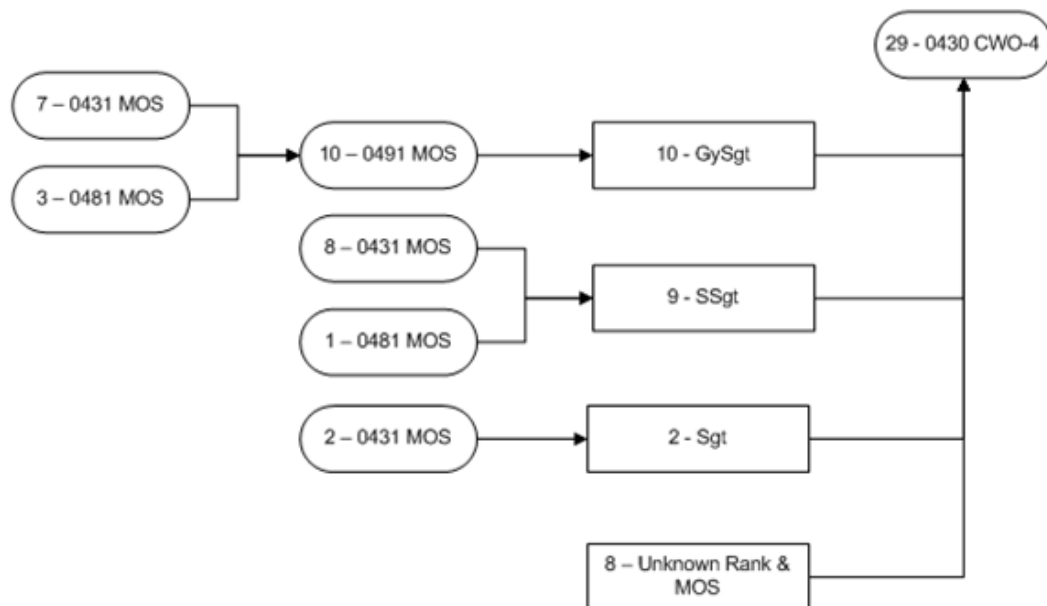 29 - 0430 CWO-4
7 – 0431 MOS
3 – 0481 MOS
10 – 0491 MOS
10 - GySgt
8 – 0431 MOS
1 – 0481 MOS
9 - SSgt
2 – 0431 MOS
2 - Sgt
8 – Unknown Rank &
MOS